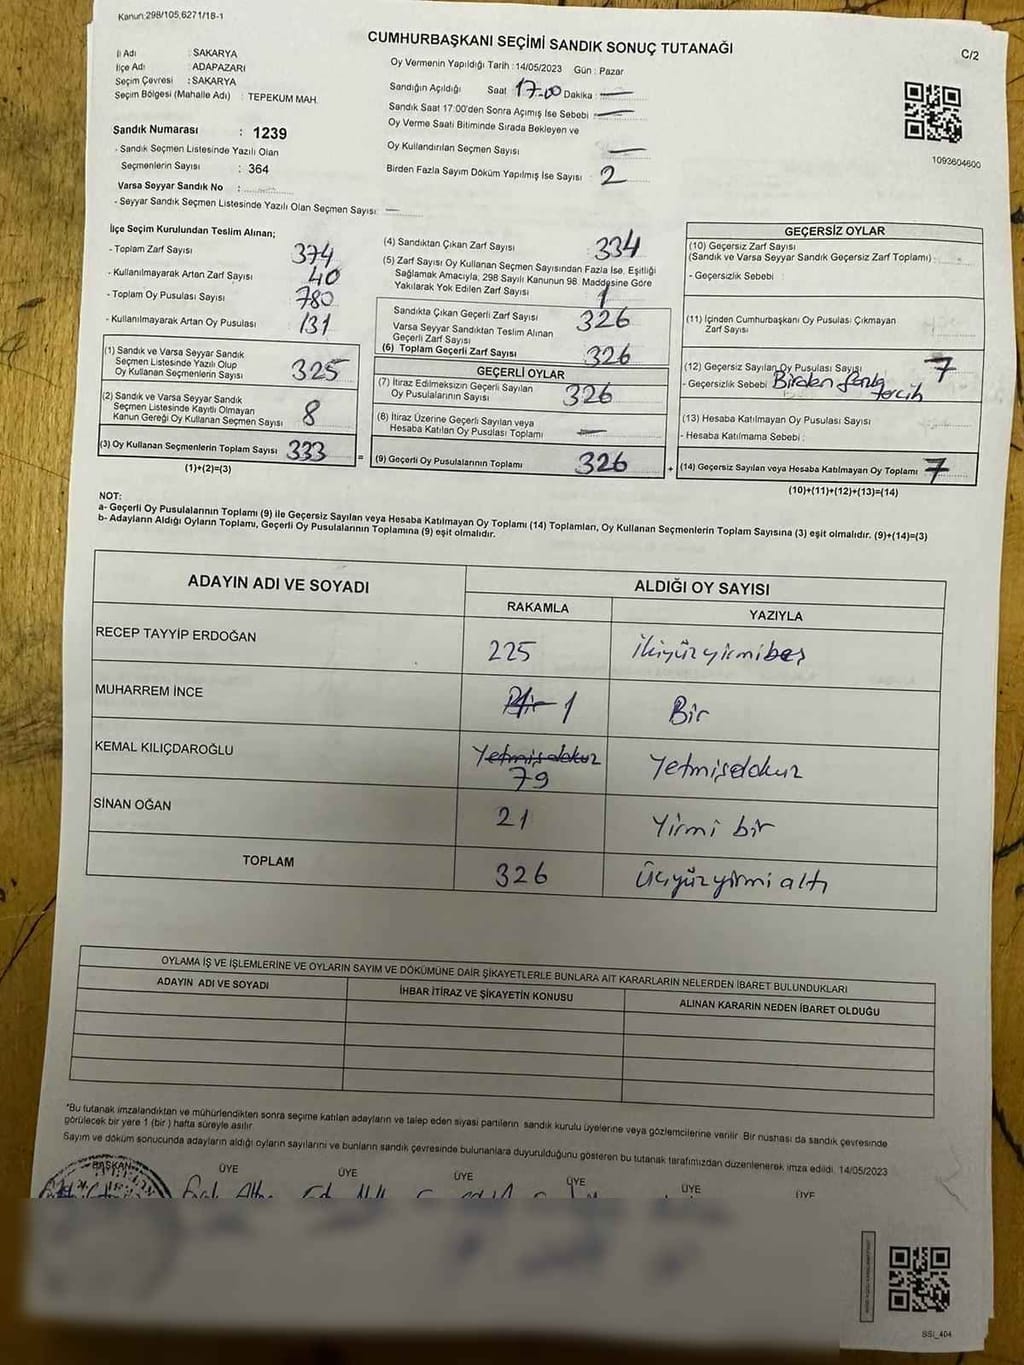 Kanun:298/105,6271/18-1
CUMHURBAŞKANI SEÇİMİ SANDIK SONUÇ TUTANAĞI
C/2
İl Adı : SAKARYA
İlçe Adı : ADAPAZARI
Seçim Çevresi : SAKARYA
Seçim Bölgesi (Mahalle Adı) : TEPEKUM MAH.
Sandık Numarası : 1239
- Sandık Seçmen Listesinde Yazılı Olan
Seçmenlerin Sayısı : 364
Varsa Seyyar Sandık No :
- Seyyar Sandık Seçmen Listesinde Yazılı Olan Seçmen Sayısı: —
Oy Vermenin Yapıldığı Tarih : 14/05/2023 Gün : Pazar
Sandığın Açıldığı Saat 17-00 Dakika : —
Sandık Saat 17:00'den Sonra Açımış İse Sebebi : —
Oy Verme Saati Bitiminde Sırada Bekleyen ve
Oy Kullandırılan Seçmen Sayısı —
Birden Fazla Sayım Döküm Yapılmış İse Sayısı : 2
1093604600
İlçe Seçim Kurulundan Teslim Alınan;
- Toplam Zarf Sayısı 374
- Kullanılmayarak Artan Zarf Sayısı 40
- Toplam Oy Pusulası Sayısı 780
- Kullanılmayarak Artan Oy Pusulası 131
(1) Sandık ve Varsa Seyyar Sandık
Seçmen Listesinde Yazılı Olup
Oy Kullanan Seçmenlerin Sayısı 325
(2) Sandık ve Varsa Seyyar Sandık
Seçmen Listesinde Kayıtlı Olmayan
Kanun Gereği Oy Kullanan Seçmen Sayısı 8
(3) Oy Kullanan Seçmenlerin Toplam Sayısı 333
(1)+(2)=(3)
(4) Sandıktan Çıkan Zarf Sayısı 334
(5) Zarf Sayısı Oy Kullanan Seçmen Sayısından Fazla İse, Eşitliği
Sağlamak Amacıyla, 298 Sayılı Kanunun 98. Maddesine Göre
Yakılarak Yok Edilen Zarf Sayısı 1
Sandıkta Çıkan Geçerli Zarf Sayısı 326
Varsa Seyyar Sandıktan Teslim Alınan
Geçerli Zarf Sayısı
(6) Toplam Geçerli Zarf Sayısı 326
GEÇERLİ OYLAR
(7) İtiraz Edilmeksizin Geçerli Sayılan
Oy Pusulalarının Sayısı 326
(8) İtiraz Üzerine Geçerli Sayılan veya
Hesaba Katılan Oy Pusulası Toplamı —
= (9) Geçerli Oy Pusulalarının Toplamı 326 +
GEÇERSİZ OYLAR
(10) Geçersiz Zarf Sayısı
(Sandık ve Varsa Seyyar Sandık Geçersiz Zarf Toplamı) :
- Geçersizlik Sebebi :
(11) İçinden Cumhurbaşkanı Oy Pusulası Çıkmayan
Zarf Sayısı
(12) Geçersiz Sayılan Oy Pusulası Sayısı 7
- Geçersizlik Sebebi : Birden fazla
tercih
(13) Hesaba Katılmayan Oy Pusulası Sayısı
- Hesaba Katılmama Sebebi :
(14) Geçersiz Sayılan veya Hesaba Katılmayan Oy Toplamı 7
(10)+(11)+(12)+(13)=(14)
NOT:
a- Geçerli Oy Pusulalarının Toplamı (9) ile Geçersiz Sayılan veya Hesaba Katılmayan Oy Toplamı (14) Toplamları, Oy Kullanan Seçmenlerin Toplam Sayısına (3) eşit olmalıdır. (9)+(14)=(3)
b- Adayların Aldığı Oyların Toplamı, Geçerli Oy Pusulalarının Toplamına (9) eşit olmalıdır.
ADAYIN ADI VE SOYADI ALDIĞI OY SAYISI
RAKAMLA YAZIYLA
RECEP TAYYİP ERDOĞAN 225 İkiyüzyirmibeş
MUHARREM İNCE Bir 1 Bir
KEMAL KILIÇDAROĞLU Yetmişdokuz 79 Yetmişdokuz
SİNAN OĞAN 21 Yirmi bir
TOPLAM 326 Üçyüzyirmi altı
OYLAMA İŞ VE İŞLEMLERİNE VE OYLARIN SAYIM VE DÖKÜMÜNE DAİR ŞİKAYETLERLE BUNLARA AİT KARARLARIN NELERDEN İBARET BULUNDUKLARI
ADAYIN ADI VE SOYADI İHBAR İTİRAZ VE ŞİKAYETİN KONUSU ALINAN KARARIN NEDEN İBARET OLDUĞU
*Bu tutanak imzalandıktan ve mühürlendikten sonra seçime katılan adayların ve talep eden siyasi partilerin sandık kurulu üyelerine veya gözlemcilerine verilir. Bir nushası da sandık çevresinde
görülecek bir yere 1 (bir) hafta süreyle asılır.
Sayım ve döküm sonucunda adayların aldığı oyların sayılarını ve bunların sandık çevresinde bulunanlara duyurulduğunu gösteren bu tutanak tarafımızdan düzenlenerek imza edildi. 14/05/2023
BAŞKAN ÜYE ÜYE ÜYE ÜYE ÜYE ÜYE
SSI_404